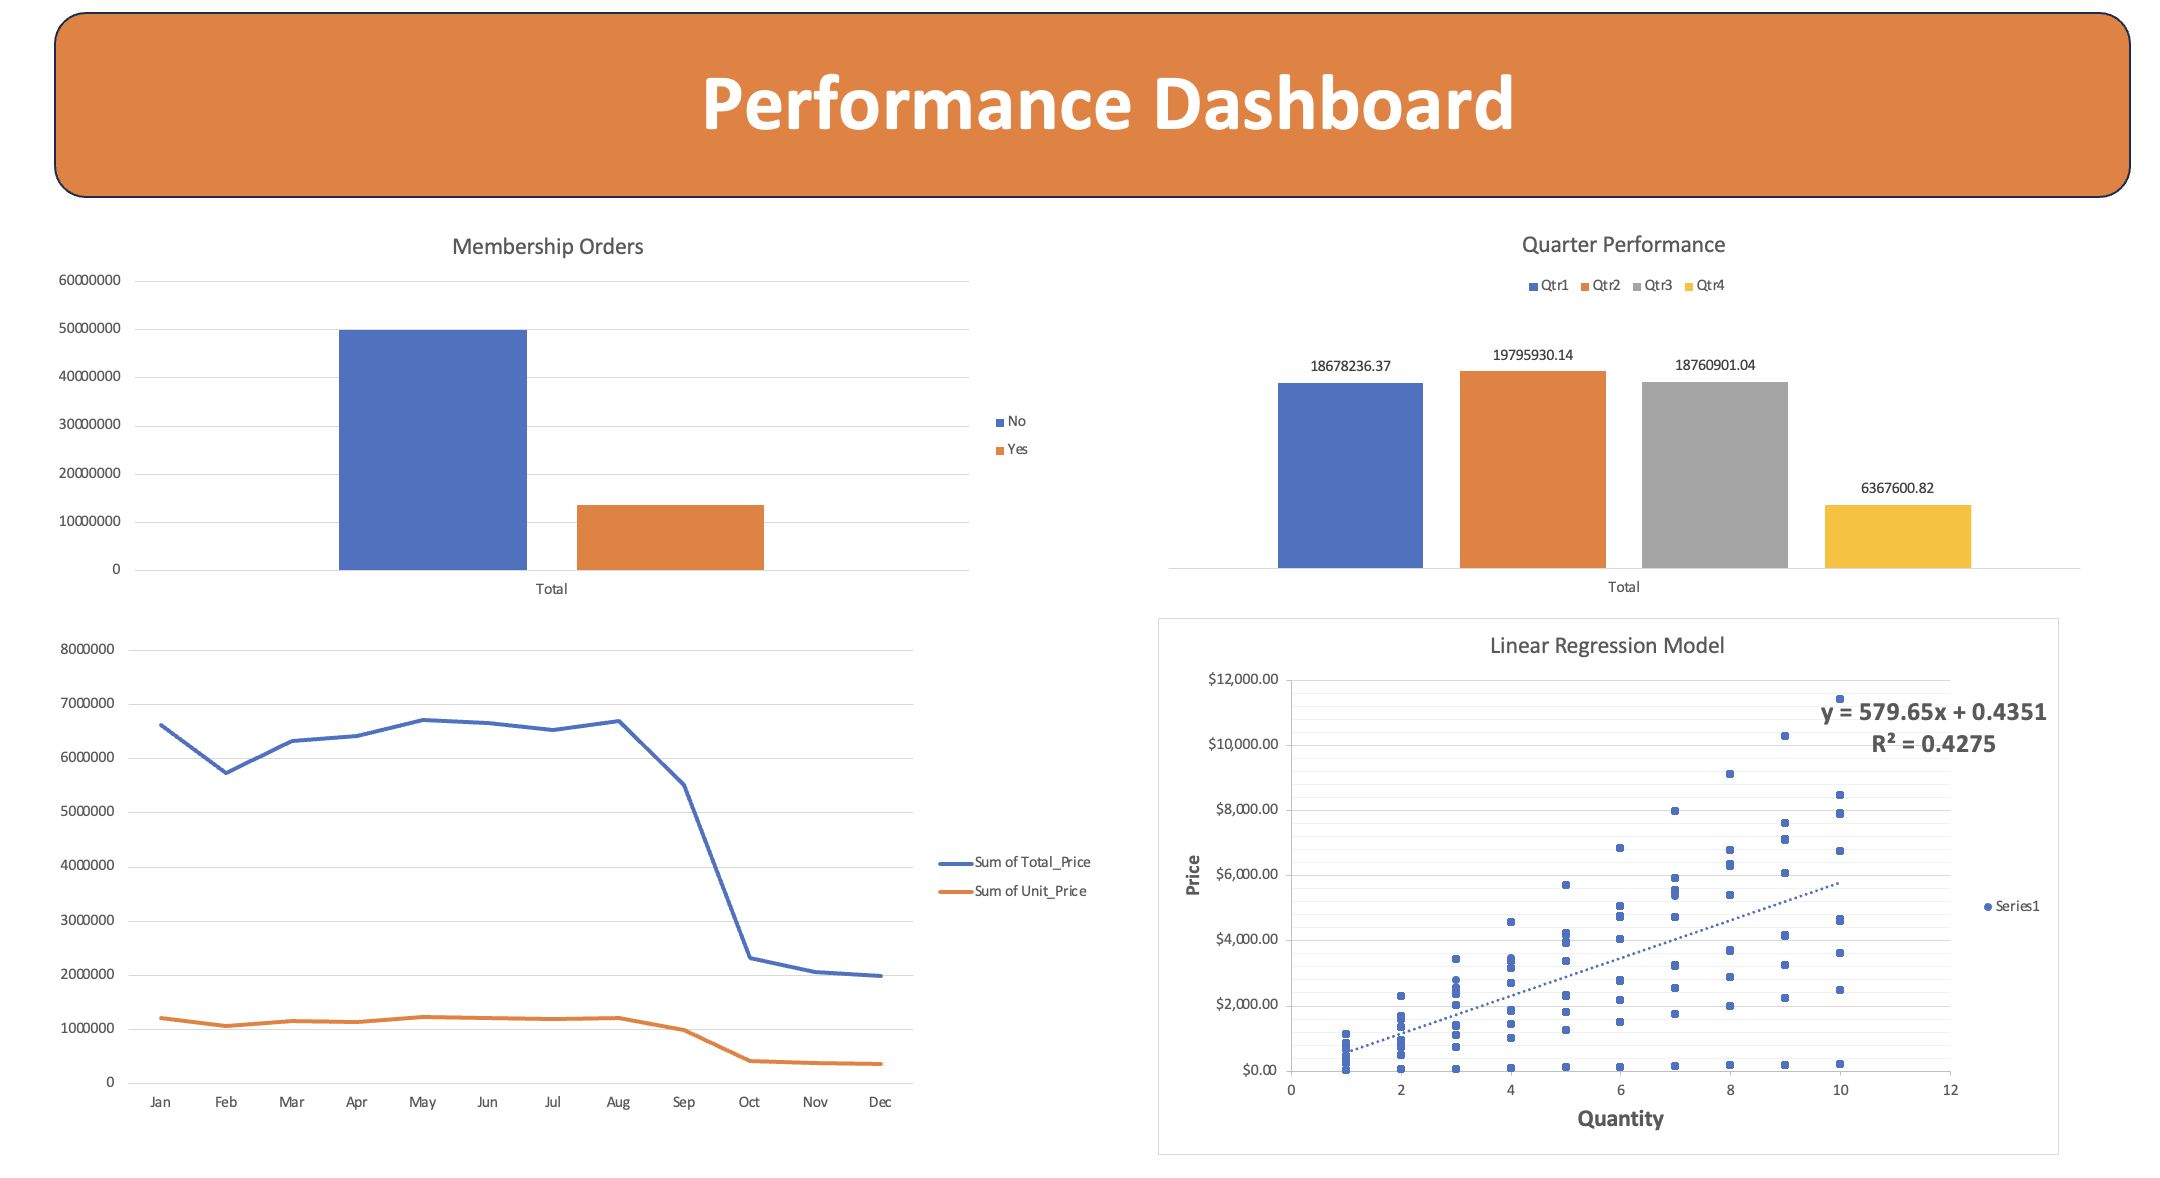 Performance Dashboard
Membership Orders
60000000
50000000
40000000
30000000
20000000
10000000
0
Total
No
Yes
Quarter Performance
Qtr1 Qtr2 Qtr3 Qtr4
18678236.37
19795930.14
18760901.04
6367600.82
Total
8000000
7000000
6000000
5000000
4000000
3000000
2000000
1000000
0
Jan Feb Mar Apr May Jun Jul Aug Sep Oct Nov Dec
Sum of Total_Price
Sum of Unit_Price
Linear Regression Model
$12,000.00
$10,000.00
$8,000.00
$6,000.00
$4,000.00
$2,000.00
$0.00
Price
0 2 4 6 8 10 12
Quantity
y = 579.65x + 0.4351
R² = 0.4275
Series1